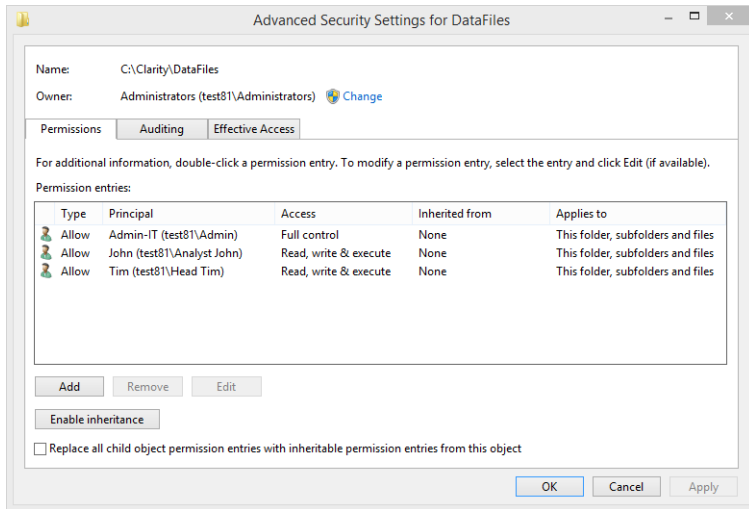 Advanced Security Settings for DataFiles
Name: C:\Clarity\DataFiles
Owner: Administrators (test81\Administrators) Change
Permissions Auditing Effective Access
For additional information, double-click a permission entry. To modify a permission entry, select the entry and click Edit (if available).
Permission entries:
Type Principal Access Inherited from Applies to
Allow Admin-IT (test81\Admin) Full control None This folder, subfolders and files
Allow John (test81\Analyst John) Read, write & execute None This folder, subfolders and files
Allow Tim (test81\Head Tim) Read, write & execute None This folder, subfolders and files
Add Remove Edit
Enable inheritance
Replace all child object permission entries with inheritable permission entries from this object
OK Cancel Apply